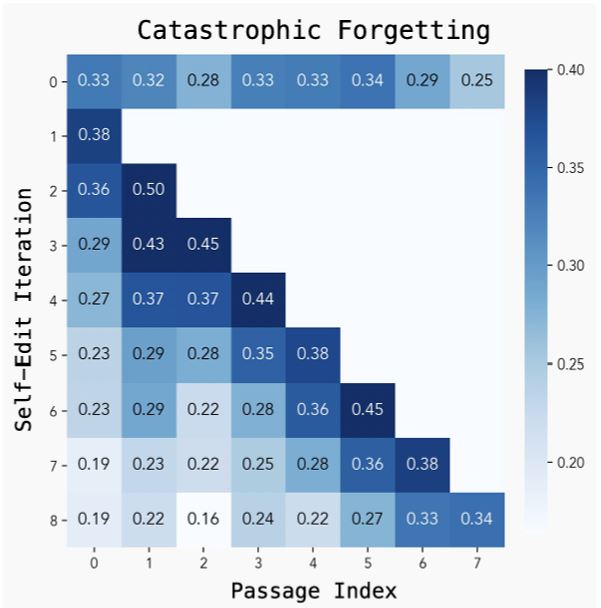 Catastrophic Forgetting
0 0.33 0.32 0.28 0.33 0.33 0.34 0.29 0.25
1 0.38
2 0.36 0.50
3 0.29 0.43 0.45
4 0.27 0.37 0.37 0.44
5 0.23 0.29 0.28 0.35 0.38
6 0.23 0.29 0.22 0.28 0.36 0.45
7 0.19 0.23 0.22 0.25 0.28 0.36 0.38
8 0.19 0.22 0.16 0.24 0.22 0.27 0.33 0.34
0 1 2 3 4 5 6 7
Passage Index
Self-Edit Iteration
0.40
0.35
0.30
0.25
0.20